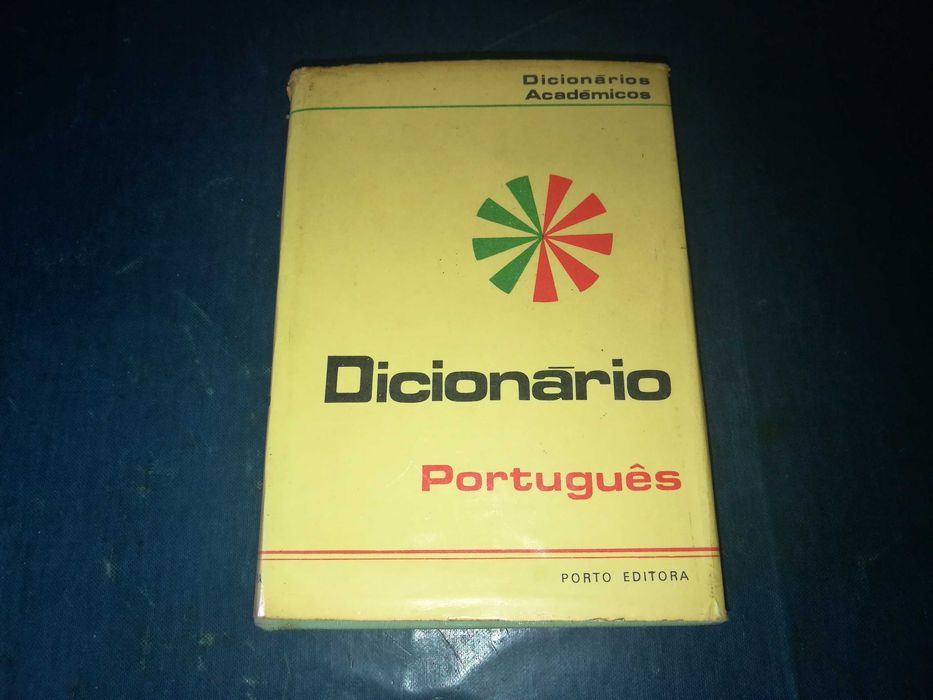 Dicionários
Académicos
Dicionário
Português
PORTO EDITORA